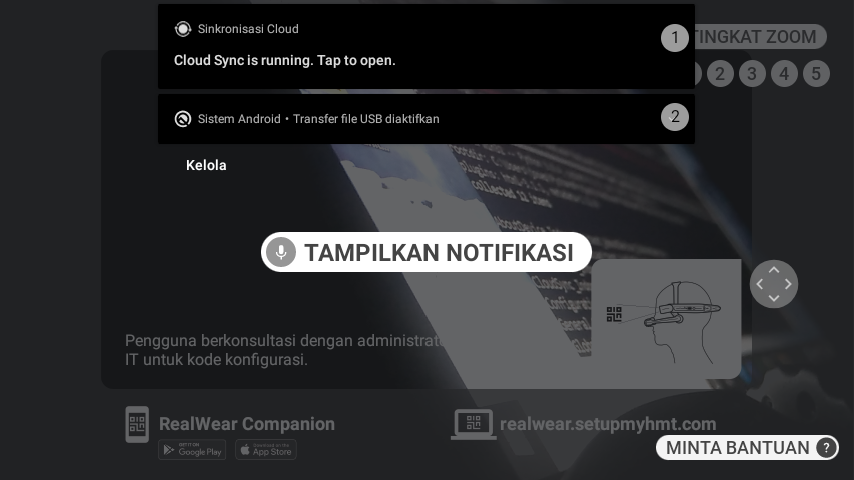 Sinkronisasi Cloud
Cloud Sync is running. Tap to open.
1
TINGKAT ZOOM
2 3 4 5
Sistem Android • Transfer file USB diaktifkan
2
Kelola
TAMPILKAN NOTIFIKASI
Pengguna berkonsultasi dengan
IT untuk kode konfigurasi.
RealWear Companion
realwear.setupmyhmt.com
GET IT ON
Google Play
Download on the
App Store
MINTA BANTUAN ?